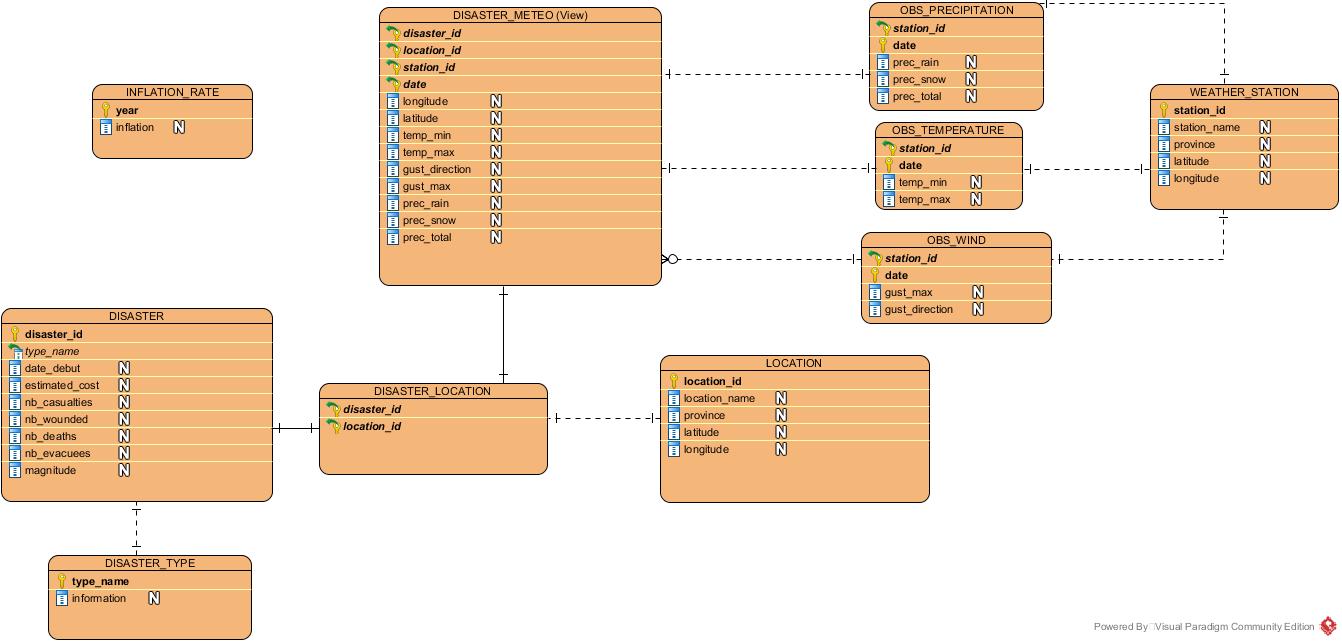 DISASTER_METEO (View)
disaster_id
location_id
station_id
date
longitude N
latitude N
temp_min N
temp_max N
gust_direction N
gust_max N
prec_rain N
prec_snow N
prec_total N
OBS_PRECIPITATION
station_id
date
prec_rain N
prec_snow N
prec_total N
INFLATION_RATE
year
inflation N
WEATHER_STATION
station_id
station_name N
province N
latitude N
longitude N
OBS_TEMPERATURE
station_id
date
temp_min N
temp_max N
OBS_WIND
station_id
date
gust_max N
gust_direction N
DISASTER
disaster_id
type_name
date_debut N
estimated_cost N
nb_casualties N
nb_wounded N
nb_deaths N
nb_evacuees N
magnitude N
DISASTER_LOCATION
disaster_id
location_id
LOCATION
location_id
location_name N
province N
latitude N
longitude N
DISASTER_TYPE
type_name
information N
Powered By Visual Paradigm Community Edition